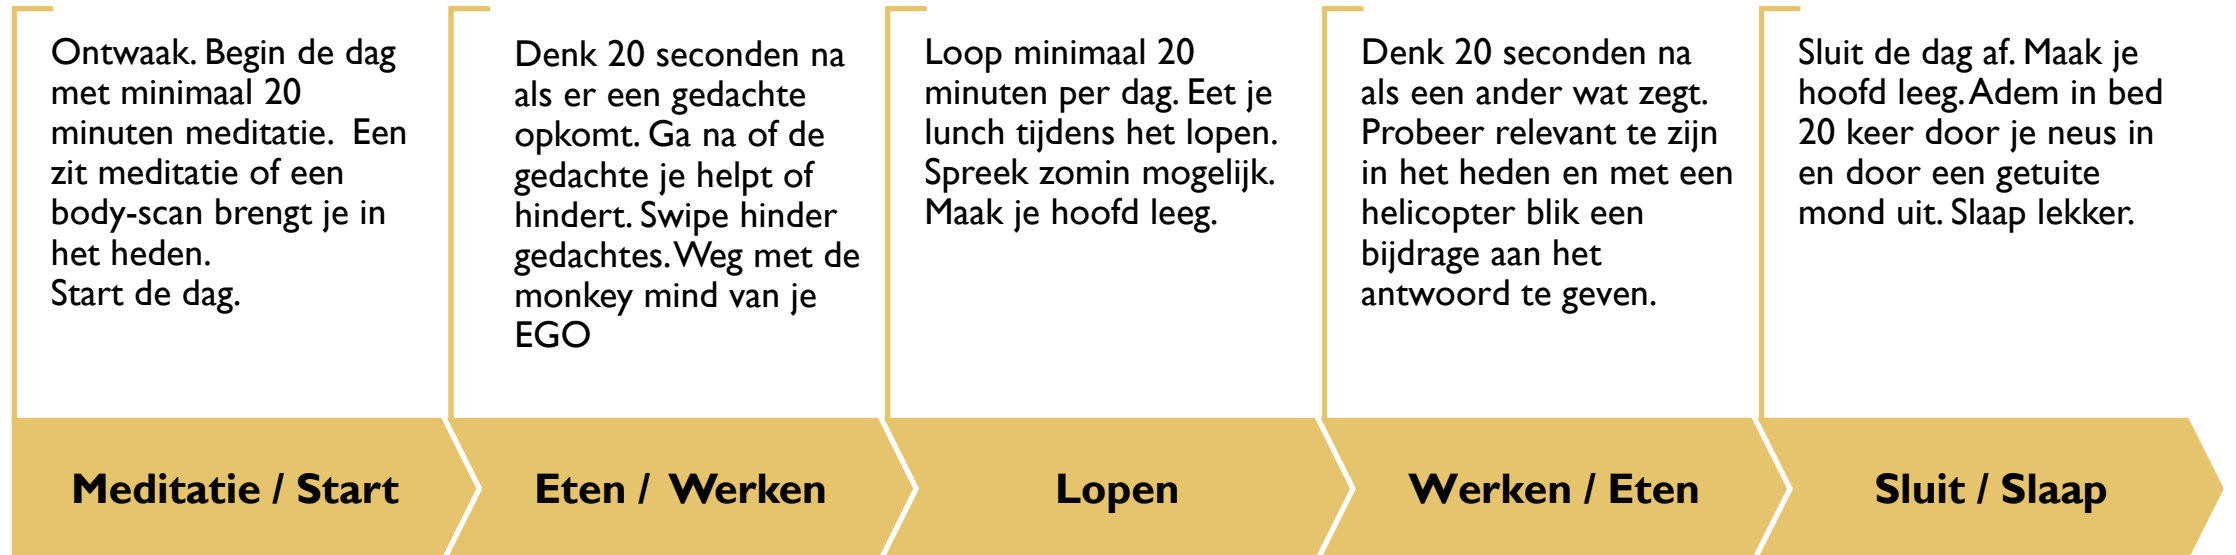 Ontwaak. Begin de dag
met minimaal 20
minuten meditatie.  Een
zit meditatie of een
body-scan brengt je in
het heden.
Start de dag.
Denk 20 seconden na
als er een gedachte
opkomt. Ga na of de
gedachte je helpt of
hindert. Swipe hinder
gedachtes. Weg met de
monkey mind van je
EGO
Loop minimaal 20
minuten per dag. Eet je
lunch tijdens het lopen.
Spreek zomin mogelijk.
Maak je hoofd leeg.
Denk 20 seconden na
als een ander wat zegt.
Probeer relevant te zijn
in het heden en met een
helicopter blik een
bijdrage aan het
antwoord te geven.
Sluit de dag af. Maak je
hoofd leeg. Adem in bed
20 keer door je neus in
en door een getuite
mond uit. Slaap lekker.
Meditatie / Start
Eten /  Werken
Lopen
Werken / Eten
Sluit / Slaap